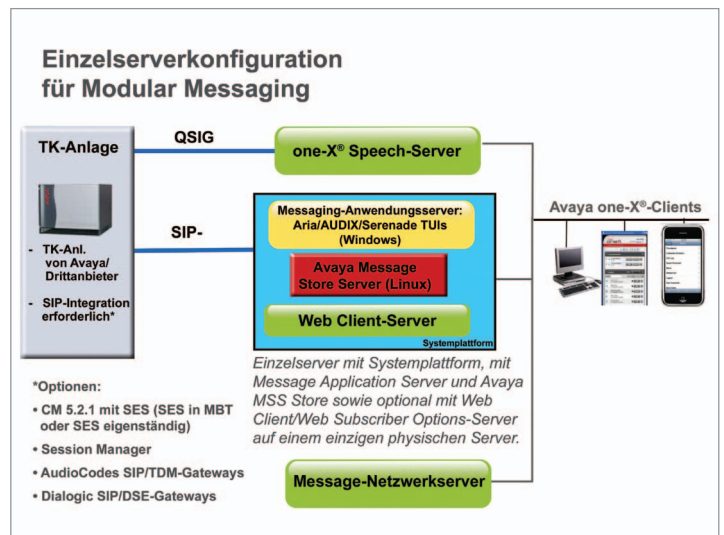 Einzelserverkonfiguration
für Modular Messaging
TK-Anlage
- TK-Anl.
von Avaya/
Drittanbieter
- SIP-Integration
erforderlich*
QSIG
SIP-
one-X® Speech-Server
Messaging-Anwendungsserver:
Aria/AUDIX/Serenade TUIs
(Windows)
Avaya Message
Store Server (Linux)
Web Client-Server
Systemplattform
Avaya one-X®-Clients
Einzelserver mit Systemplattform, mit
Message Application Server und Avaya
MSS Store sowie optional mit Web
Client/Web Subscriber Options-Server
auf einem einzigen physischen Server.
*Optionen:
• CM 5.2.1 mit SES (SES in MBT
oder SES eigenständig)
• Session Manager
• AudioCodes SIP/TDM-Gateways
• Dialogic SIP/DSE-Gateways
Message-Netzwerkserver